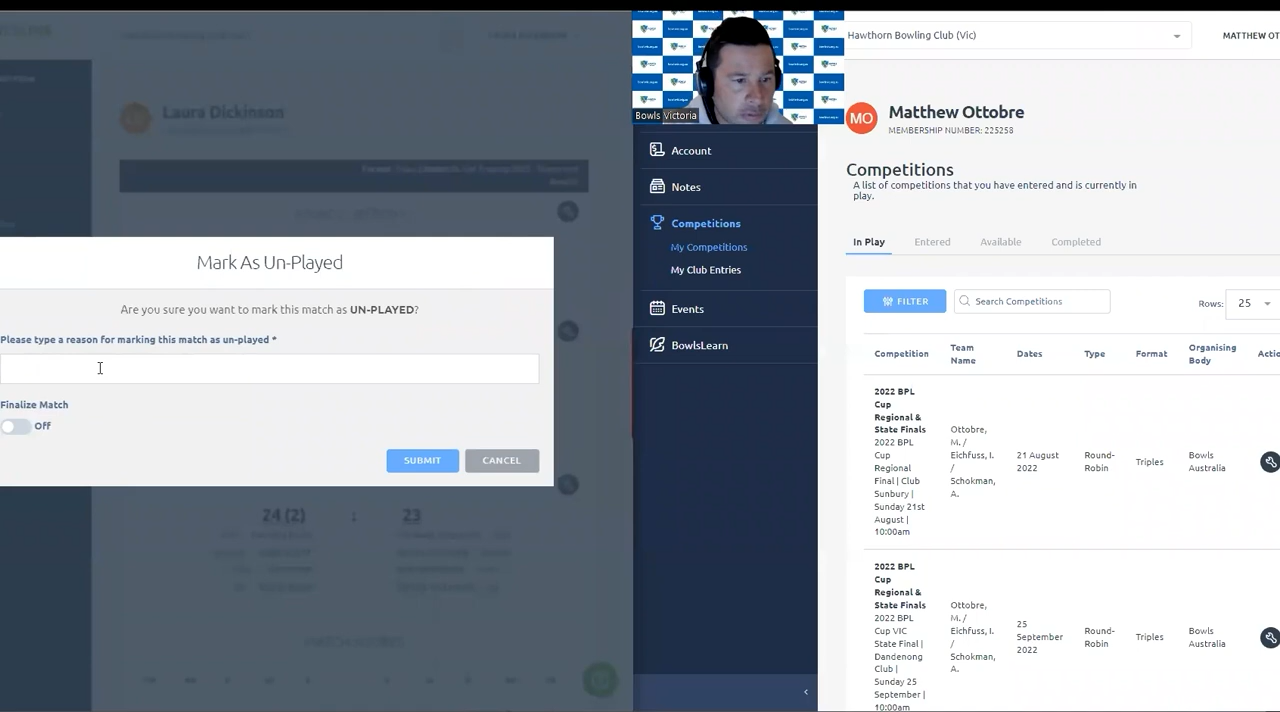 Laura Dickinson
Mark As Un-Played
Are you sure you want to mark this match as UN-PLAYED?
Please type a reason for marking this match as un-played *
Finalize Match
Off
SUBMIT
CANCEL
24 (2) : 23
Bowls Victoria
Account
Notes
Competitions
My Competitions
My Club Entries
Events
BowlsLearn
Hawthorn Bowling Club (Vic)
MATTHEW OT
MO
Matthew Ottobre
MEMBERSHIP NUMBER: 225258
Competitions
A list of competitions that you have entered and is currently in
play.
In Play
Entered
Available
Completed
FILTER
Search Competitions
Rows:
25
Competition
Team
Name
Dates
Type
Format
Organising
Body
Actio
2022 BPL
Cup
Regional &
State Finals
2022 BPL
Cup
Regional
Final | Club
Sunbury |
Sunday 21st
August |
10:00am
Ottobre,
M. /
Eichfuss, I.
/
Schokman,
A.
21 August
2022
Round-
Robin
Triples
Bowls
Australia
2022 BPL
Cup
Regional &
State Finals
2022 BPL
Cup VIC
State Final |
Dandenong
Club |
Sunday 25
September |
10:00am
Ottobre,
M. /
Eichfuss, I.
/
Schokman,
A.
25
September
2022
Round-
Robin
Triples
Bowls
Australia